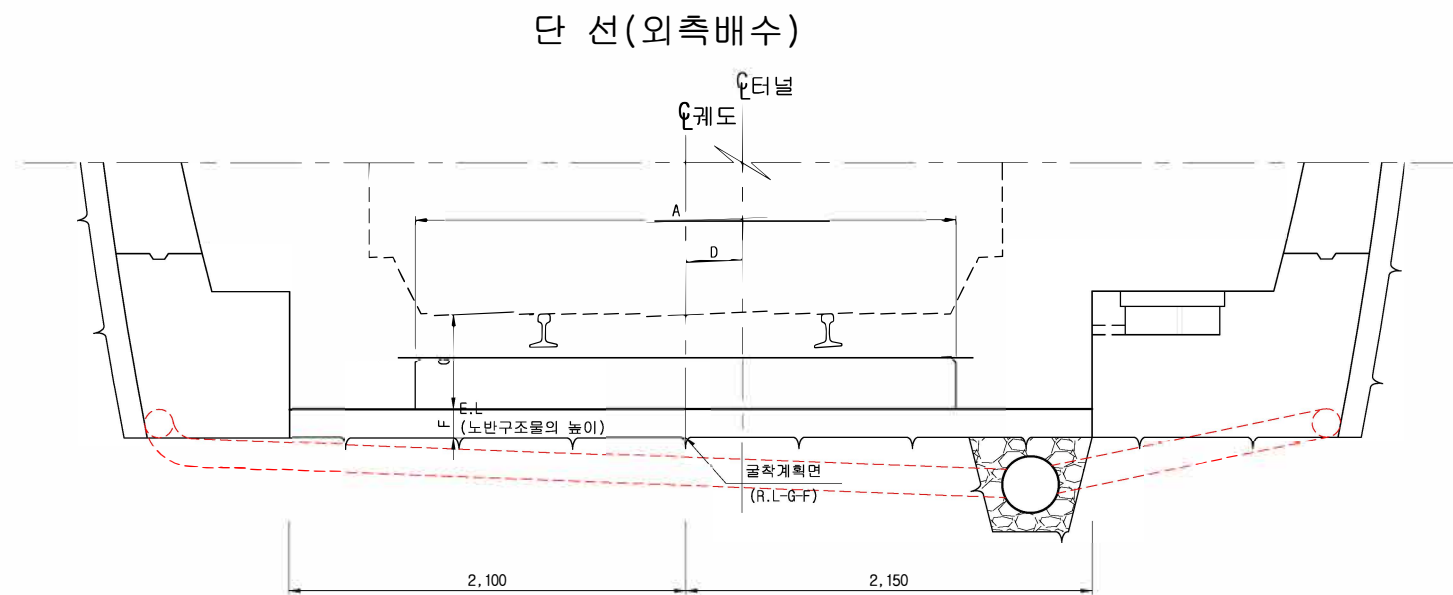 단 선(외측배수)
℄터널
℄궤도
A
D
G
E.L
F
(노반구조물의 높이)
굴착계획면
(R.L-G-F)
2,100
2,150